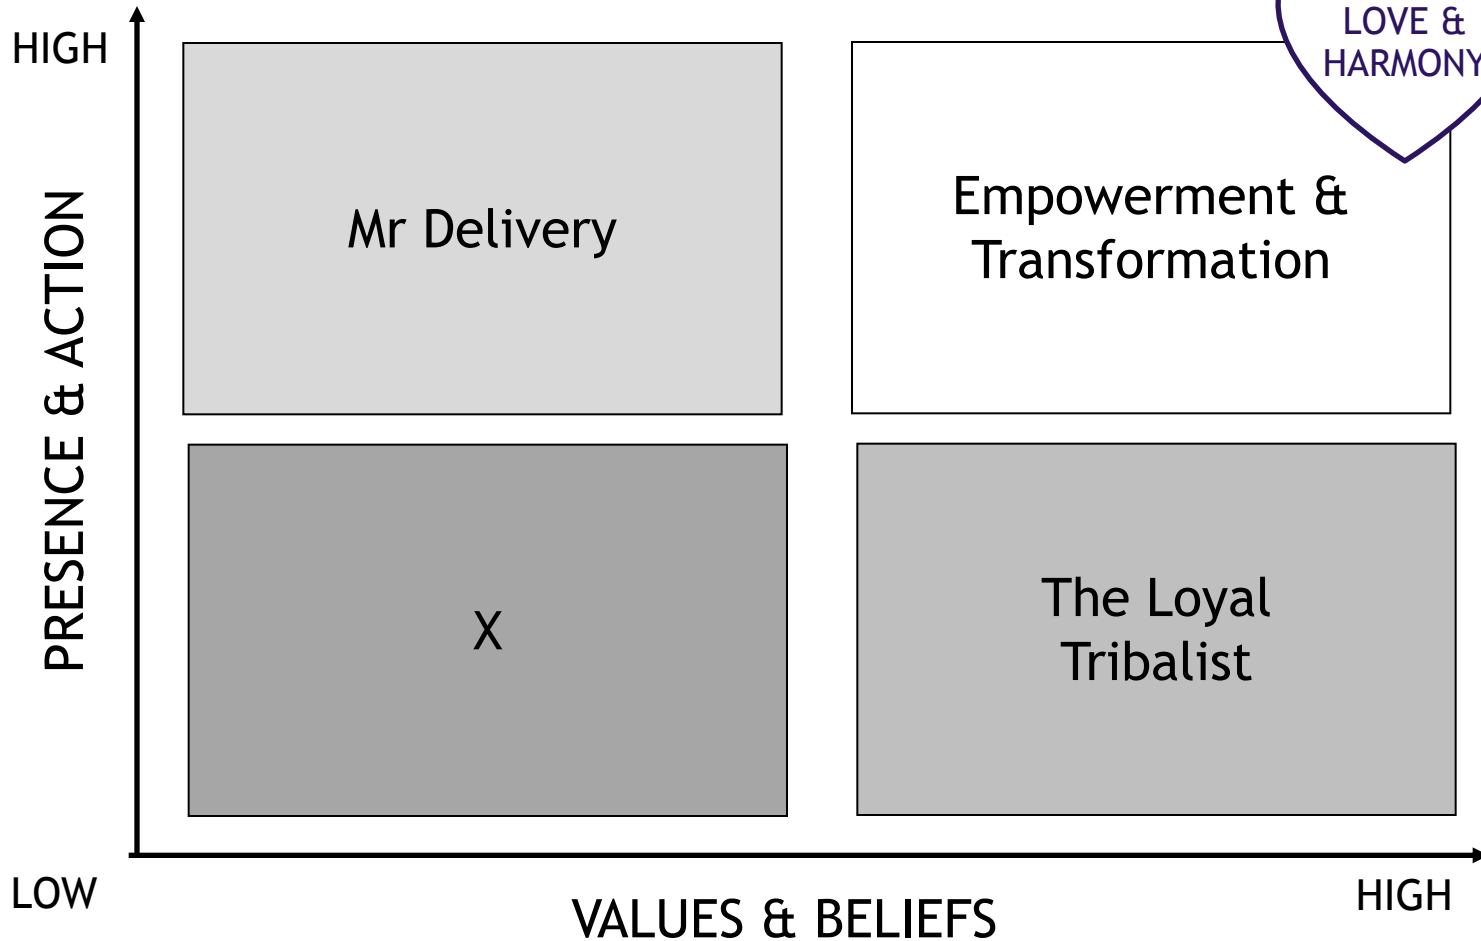 HIGH
LOVE &
HARMONY
PRESENCE & ACTION
Mr Delivery
Empowerment &
Transformation
X
The Loyal
Tribalist
LOW
HIGH
VALUES & BELIEFS